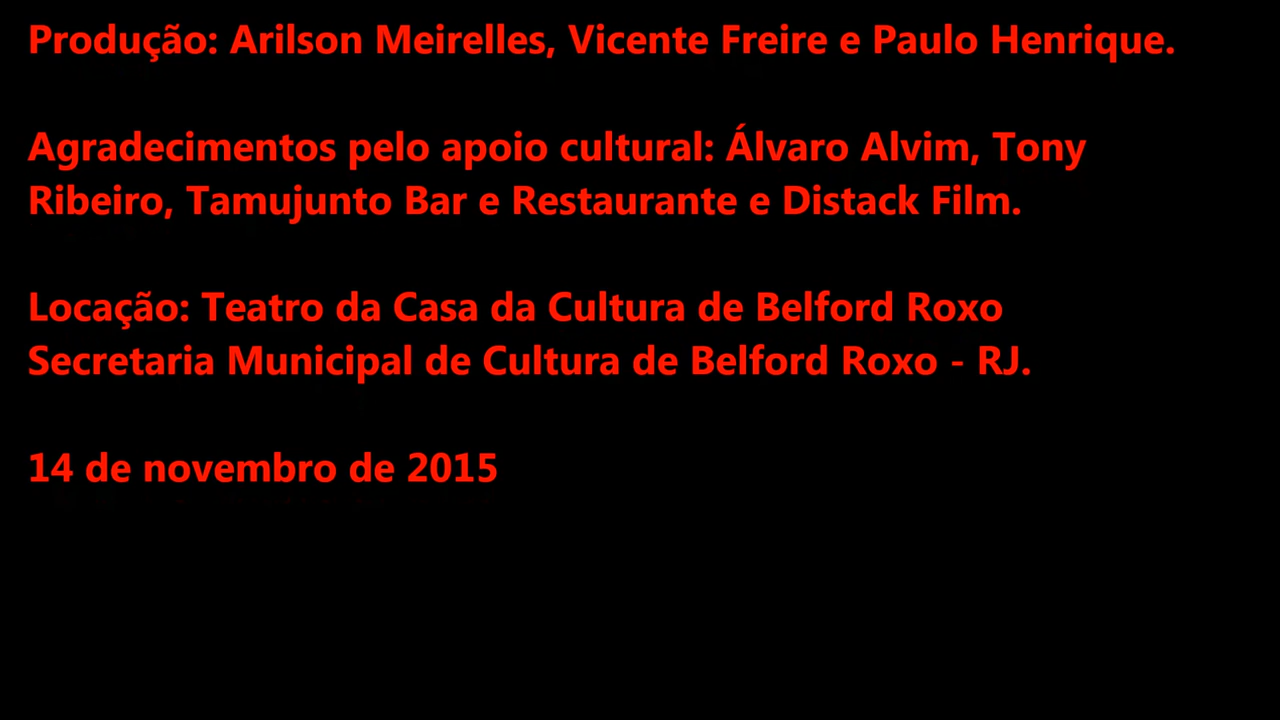 Produção: Arilson Meirelles, Vicente Freire e Paulo Henrique.
Agradecimentos pelo apoio cultural: Álvaro Alvim, Tony
Ribeiro, Tamujunto Bar e Restaurante e Distack Film.
Locação: Teatro da Casa da Cultura de Belford Roxo
Secretaria Municipal de Cultura de Belford Roxo - RJ.
14 de novembro de 2015